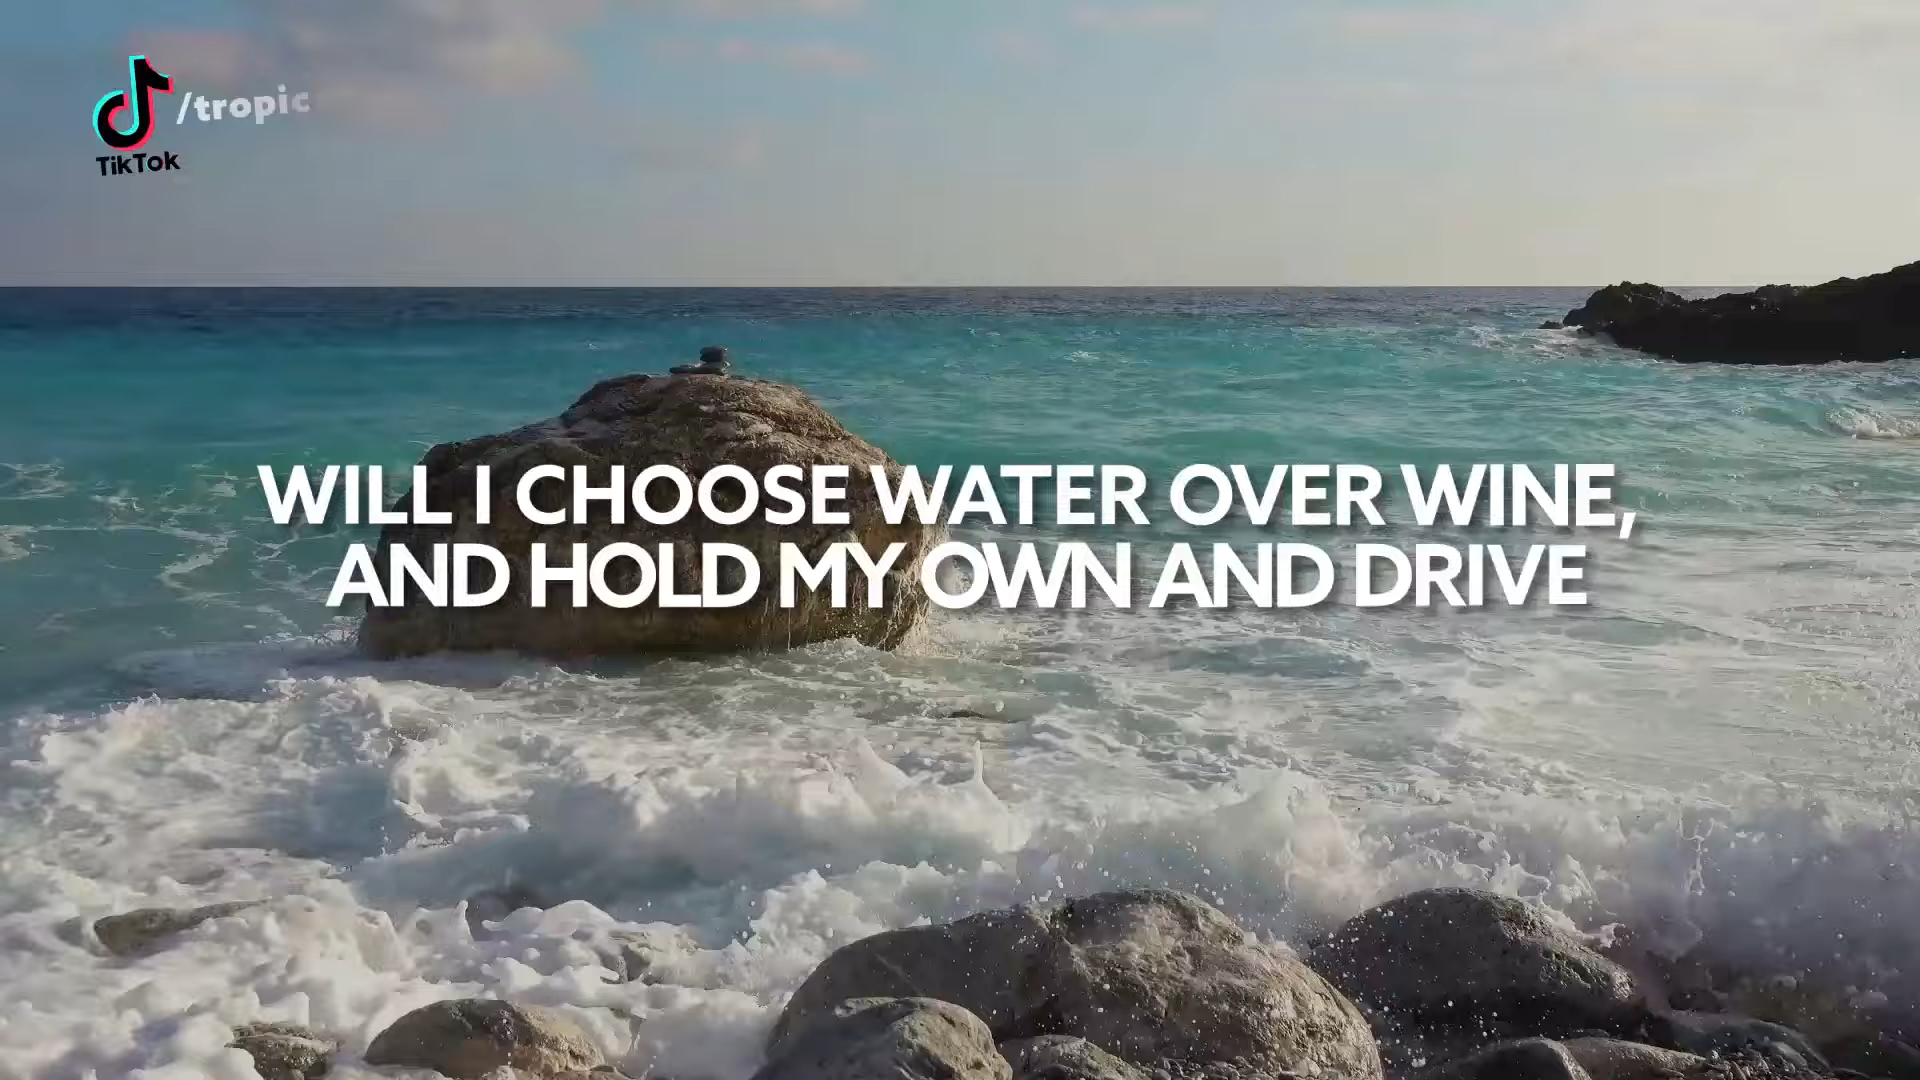 /tropic
TikTok
WILL I CHOOSE WATER OVER WINE,
AND HOLD MY OWN AND DRIVE